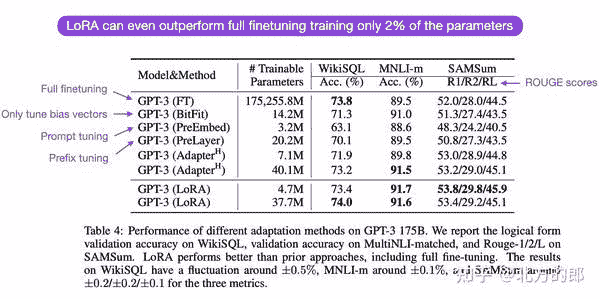 LoRA can even outperform full finetuning training only 2% of the parameters
Model&Method # Trainable Parameters WikiSQL Acc. (%) MNLI-m Acc. (%) SAMSum R1/R2/RL
ROUGE scores
Full finetuning
GPT-3 (FT) 175,255.8M 73.8 89.5 52.0/28.0/44.5
Only tune bias vectors
GPT-3 (BitFit) 14.2M 71.3 91.0 51.3/27.4/43.5
Prompt tuning
GPT-3 (PreEmbed) 3.2M 63.1 88.6 48.3/24.2/40.5
Prefix tuning
GPT-3 (PreLayer) 20.2M 70.1 89.5 50.8/27.3/43.5
GPT-3 (AdapterH) 7.1M 71.9 89.8 53.0/28.9/44.8
GPT-3 (AdapterH) 40.1M 73.2 91.5 53.2/29.0/45.1
GPT-3 (LoRA) 4.7M 73.4 91.7 53.8/29.8/45.9
GPT-3 (LoRA) 37.7M 74.0 91.6 53.4/29.2/45.1
Table 4: Performance of different adaptation methods on GPT-3 175B. We report the logical form
validation accuracy on WikiSQL, validation accuracy on MultiNLI-matched, and Rouge-1/2/L on
SAMSum. LoRA performs better than prior approaches, including full fine-tuning. The results
on WikiSQL have a fluctuation around ±0.5%, MNLI-m around ±0.1%, and SAMSum around
±0.2/±0.2/±0.1 for the three metrics.
知乎 @北方的郎